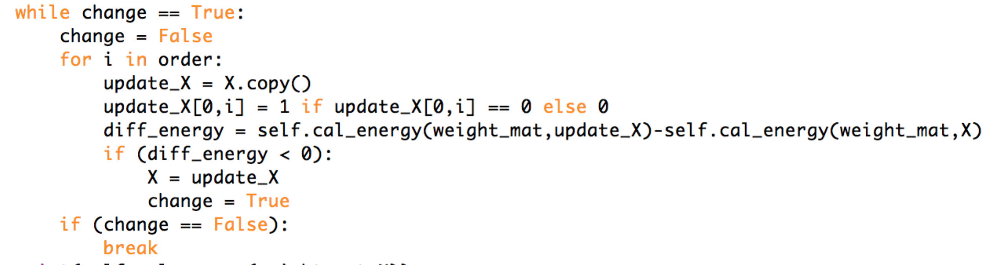 while change == True:
change = False
for i in order:
update_X = X.copy()
update_X[0,i] = 1 if update_X[0,i] == 0 else 0
diff_energy = self.cal_energy(weight_mat,update_X)-self.cal_energy(weight_mat,X)
if (diff_energy < 0):
X = update_X
change = True
if (change == False):
break